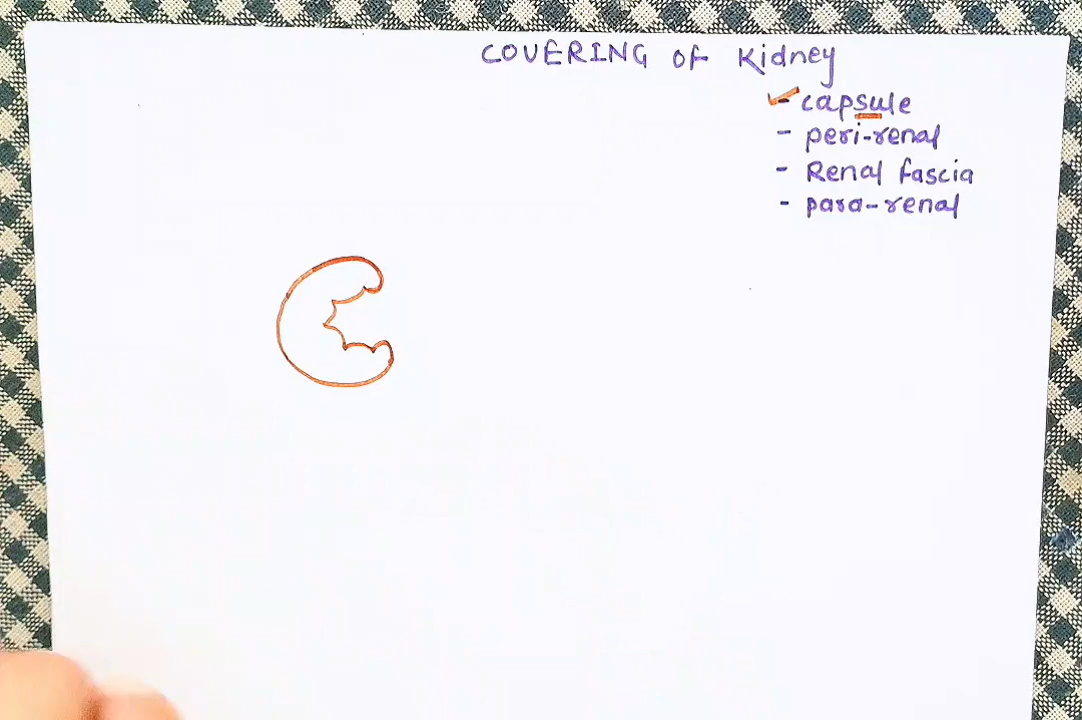 COVERING OF Kidney
- capsule
- peri-renal
- Renal fascia
- para-renal